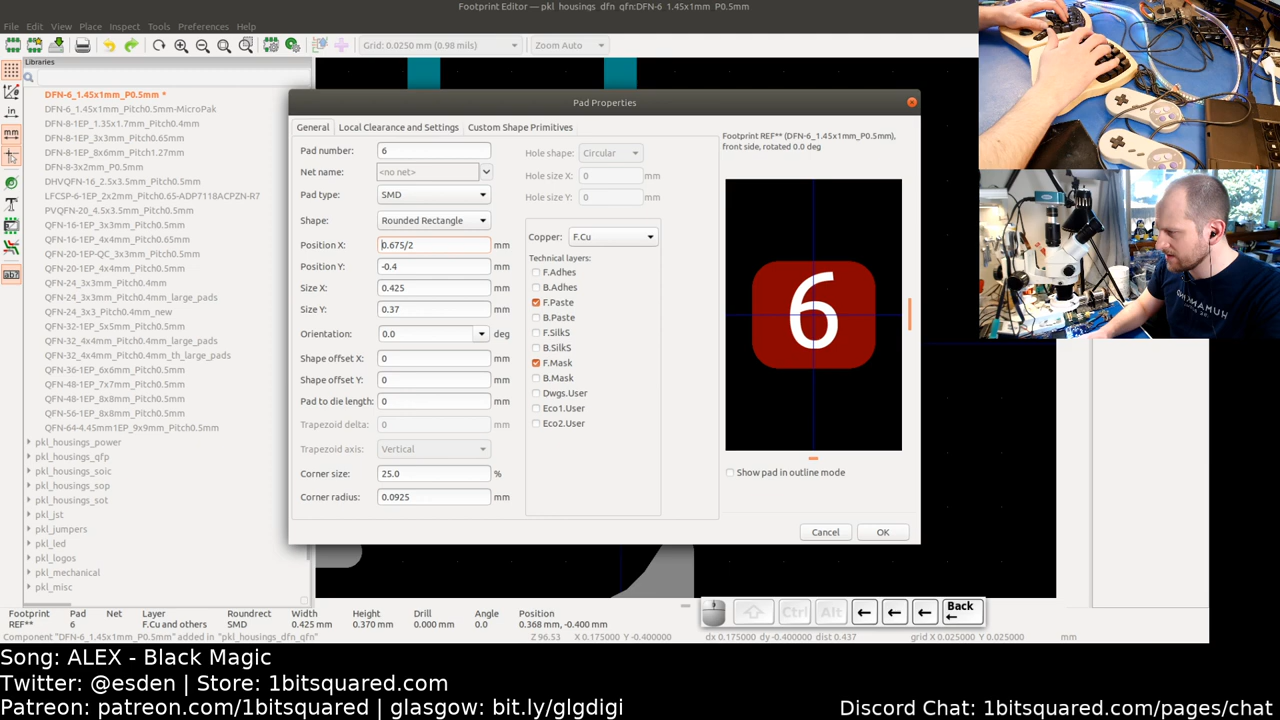 Footprint Editor — pkl_housings_dfn_qfn:DFN-6_1.45x1mm_P0.5mm
File Edit View Place Inspect Tools Preferences Help
Grid: 0.0250 mm (0.98 mils) Zoom Auto
Libraries
in
mm
DFN-6_1.45x1mm_P0.5mm *
DFN-6_1.45x1mm_Pitch0.5mm-MicroPak
DFN-8-1EP_1.35x1.7mm_Pitch0.4mm
DFN-8-1EP_3x3mm_Pitch0.65mm
DFN-8-1EP_8x6mm_Pitch1.27mm
DFN-8-3x2mm_P0.5mm
DHVQFN-16_2.5x3.5mm_Pitch0.5mm
LFCSP-6-1EP_2x2mm_Pitch0.65-ADP7118ACPZN-R7
PVQFN-20_4.5x3.5mm_Pitch0.5mm
QFN-16-1EP_3x3mm_Pitch0.5mm
QFN-16-1EP_4x4mm_Pitch0.65mm
QFN-20-1EP-QC_3x3mm_Pitch0.5mm
QFN-20-1EP_4x4mm_Pitch0.5mm
QFN-24_3x3mm_Pitch0.4mm
QFN-24_3x3mm_Pitch0.4mm_large_pads
QFN-24_3x3_Pitch0.4mm_new
QFN-32-1EP_5x5mm_Pitch0.5mm
QFN-32_4x4mm_Pitch0.4mm_large_pads
QFN-32_4x4mm_Pitch0.4mm_th_large_pads
QFN-36-1EP_6x6mm_Pitch0.5mm
QFN-48-1EP_7x7mm_Pitch0.5mm
QFN-48-1EP_8x8mm_Pitch0.5mm
QFN-56-1EP_8x8mm_Pitch0.5mm
QFN-64-4.45mm1EP_9x9mm_Pitch0.5mm
pkl_housings_power
pkl_housings_qfp
pkl_housings_soic
pkl_housings_sop
pkl_housings_sot
pkl_jst
pkl_jumpers
pkl_led
pkl_logos
pkl_mechanical
pkl_misc
Pad Properties
General Local Clearance and Settings Custom Shape Primitives
Pad number: 6
Net name: <no net>
Pad type: SMD
Shape: Rounded Rectangle
Position X: 0.675/2 mm
Position Y: -0.4 mm
Size X: 0.425 mm
Size Y: 0.37 mm
Orientation: 0.0 deg
Shape offset X: 0 mm
Shape offset Y: 0 mm
Pad to die length: 0 mm
Trapezoid delta: 0 mm
Trapezoid axis: Vertical
Corner size: 25.0 %
Corner radius: 0.0925 mm
Hole shape: Circular
Hole size X: 0 mm
Hole size Y: 0 mm
Copper: F.Cu
Technical layers:
F.Adhes
B.Adhes
F.Paste
B.Paste
F.SilkS
B.SilkS
F.Mask
B.Mask
Dwgs.User
Eco1.User
Eco2.User
Footprint REF** (DFN-6_1.45x1mm_P0.5mm),
front side, rotated 0.0 deg
6
Show pad in outline mode
Cancel OK
Ctrl Alt ← ← ← Back
←
Footprint Pad Net Layer Roundrect Width Height Drill Angle Position
REF** 6 F.Cu and others SMD 0.425 mm 0.370 mm 0.000 mm 0.0 0.368 mm, -0.400 mm
Component "DFN-6_1.45x1mm_P0.5mm" added in "pkl_housings_dfn_qfn" Z 96.53 X 0.175000 Y -0.400000 dx 0.175000 dy -0.400000 dist 0.437 grid X 0.025000 Y 0.025000 mm
Song: ALEX - Black Magic
Twitter: @esden | Store: 1bitsquared.com
Patreon: patreon.com/1bitsquared | glasgow: bit.ly/glgdigi
Discord Chat: 1bitsquared.com/pages/chat